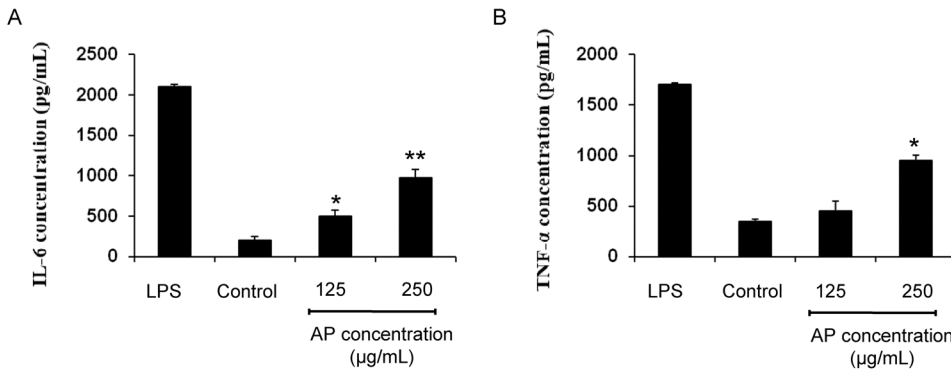 A
IL-6 concentration (pg/mL)
2500
2000
1500
1000
500
0
*
**
LPS Control 125 250
AP concentration
(μg/mL)
B
TNF-α concentration (pg/mL)
2000
1500
1000
500
0
*
LPS Control 125 250
AP concentration
(μg/mL)